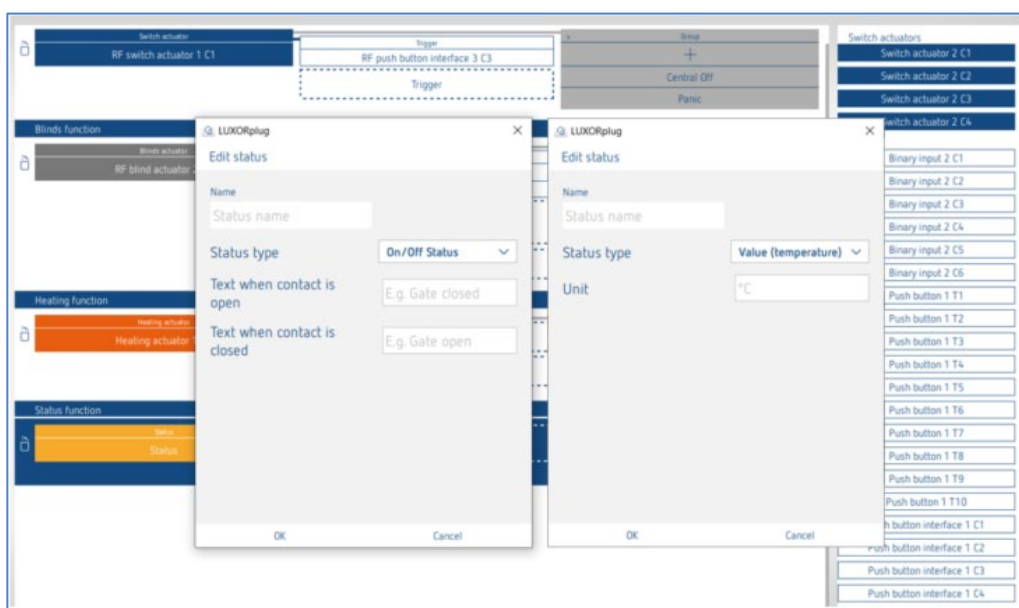 Switch actuator
RF switch actuator 1 C1
Trigger
RF push button interface 3 C3
Trigger
Group
+
Central Off
Panic
Blinds function
Blinds actuator
RF blind actuator
Heating function
Heating actuator
Heating actuator 1
Status function
Status
Status
LUXORplug
Edit status
Name
Status name
Status type
On/Off Status
Text when contact is
open
E.g. Gate closed
Text when contact is
closed
E.g. Gate open
OK
Cancel
LUXORplug
Edit status
Name
Status name
Status type
Value (temperature)
Unit
°C
OK
Cancel
Switch actuators
Switch actuator 2 C1
Switch actuator 2 C2
Switch actuator 2 C3
Switch actuator 2 C4
Binary input 2 C1
Binary input 2 C2
Binary input 2 C3
Binary input 2 C4
Binary input 2 C5
Binary input 2 C6
Push button 1 T1
Push button 1 T2
Push button 1 T3
Push button 1 T4
Push button 1 T5
Push button 1 T6
Push button 1 T7
Push button 1 T8
Push button 1 T9
Push button 1 T10
h button interface 1 C1
Push button interface 1 C2
Push button interface 1 C3
Push button interface 1 C4